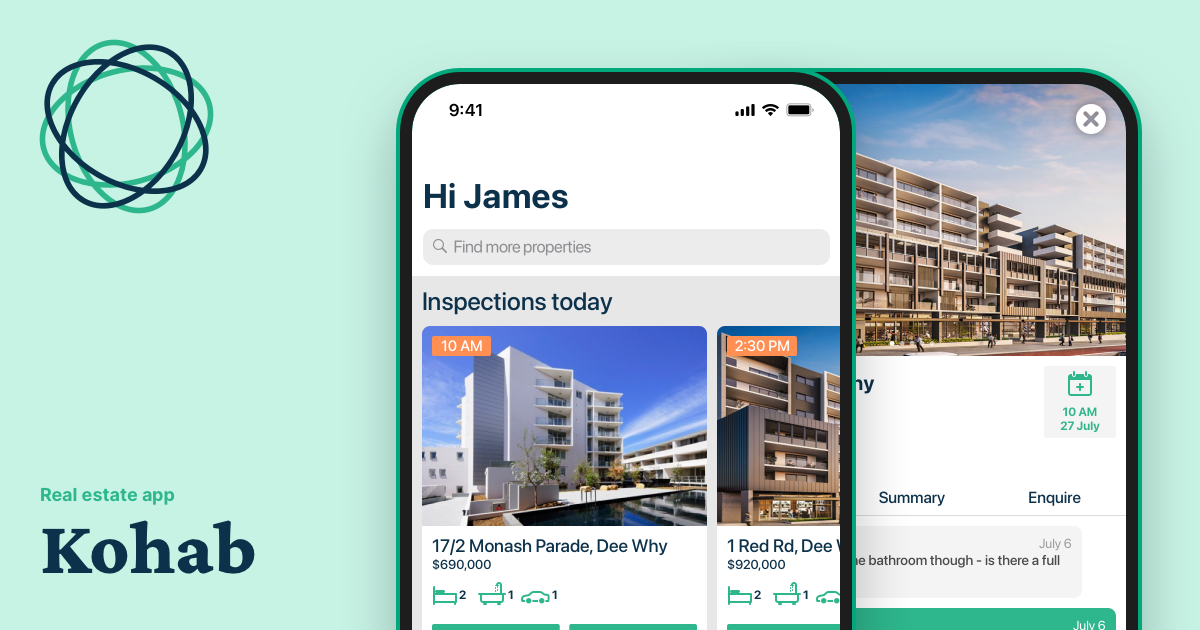 Real estate app
Kohab
9:41
Hi James
Find more properties
Inspections today
10 AM
2:30 PM
17/2 Monash Parade, Dee Why
$690,000
2 1 1
1 Red Rd, Dee
$920,000
2 1
hy
10 AM
27 July
Summary Enquire
July 6
bathroom though - is there a full
July 6